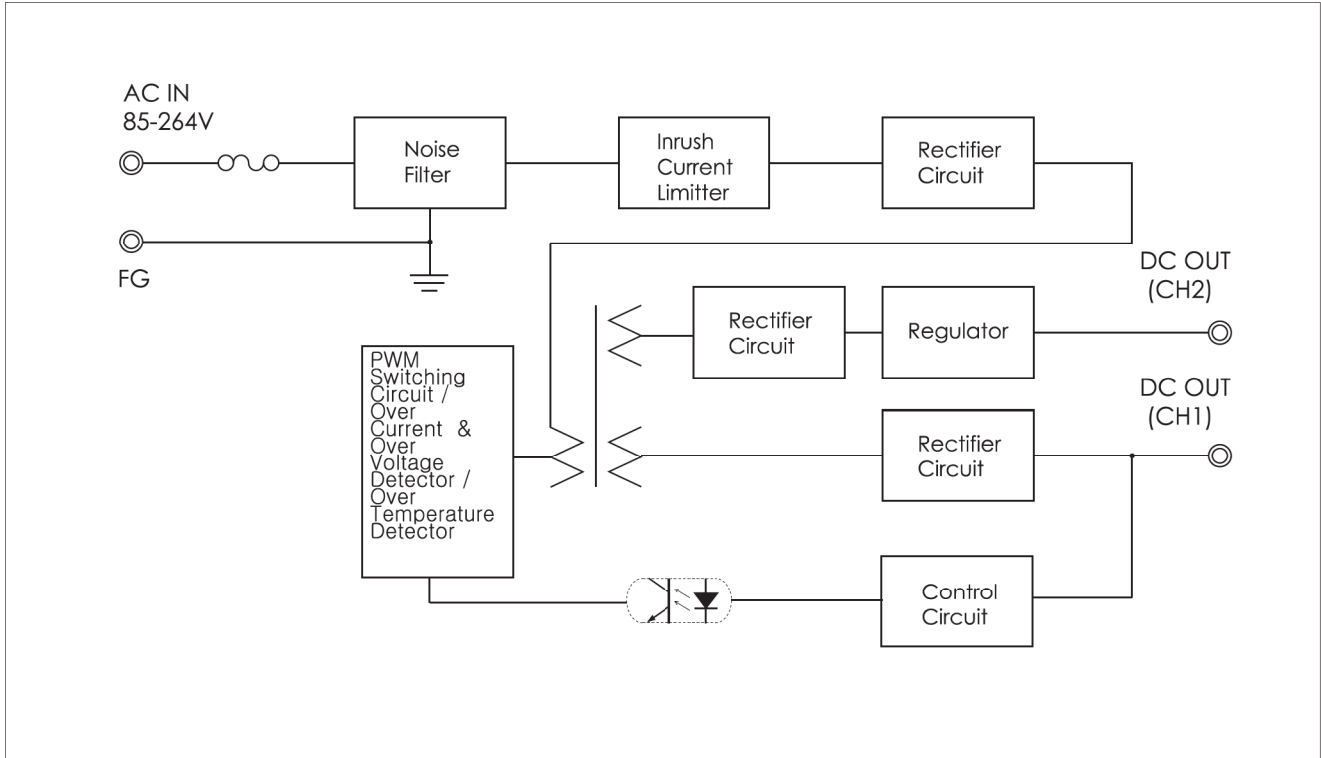 AC IN
85-264V
Noise
Filter
Inrush
Current
Limitter
Rectifier
Circuit
FG
DC OUT
(CH2)
Rectifier
Circuit
Regulator
PWM
Switching
Circuit /
Over
Current &
Over
Voltage
Detector /
Over
Temperature
Detector
DC OUT
(CH1)
Rectifier
Circuit
Control
Circuit